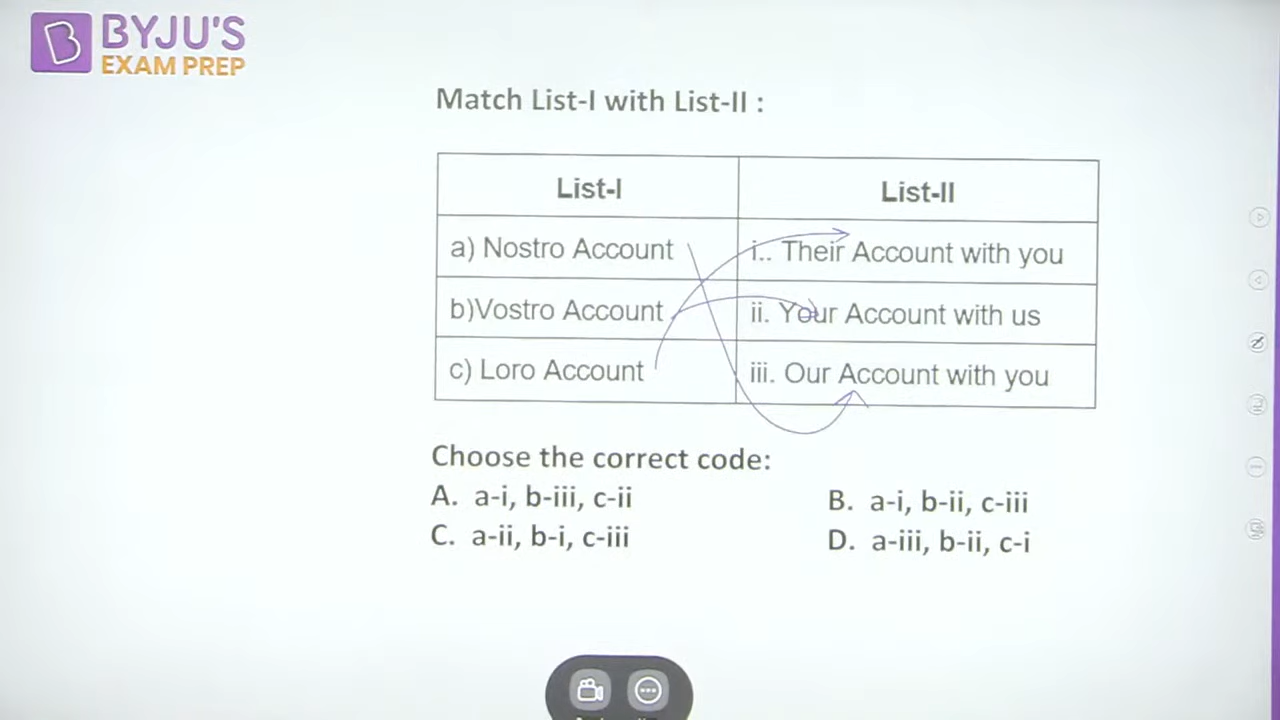 BYJU'S
EXAM PREP
Match List-I with List-II :
List-I List-II
a) Nostro Account i.. Their Account with you
b)Vostro Account ii. Your Account with us
c) Loro Account iii. Our Account with you
Choose the correct code:
A. a-i, b-iii, c-ii B. a-i, b-ii, c-iii
C. a-ii, b-i, c-iii D. a-iii, b-ii, c-i